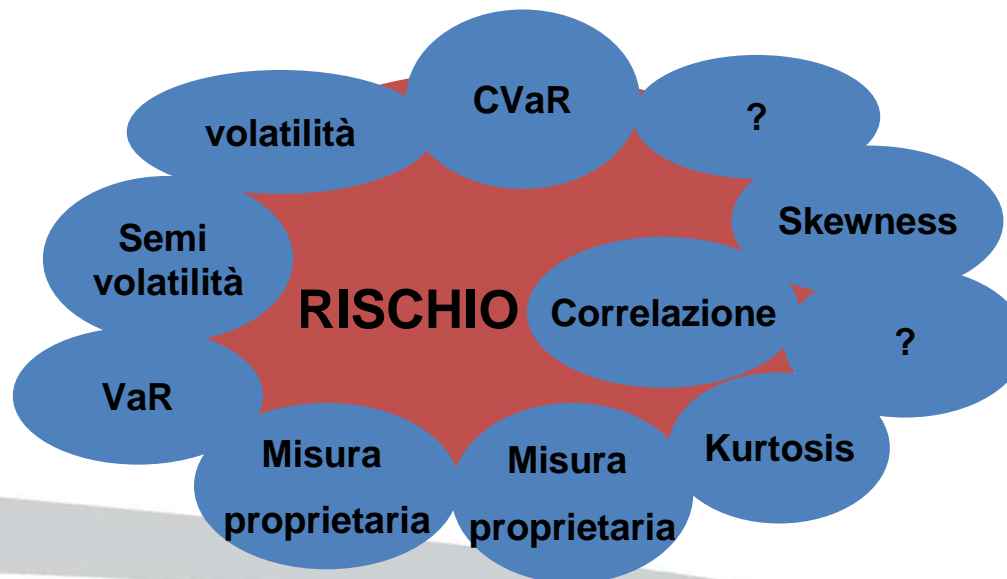 CVaR
?
volatilità
Skewness
Semi
volatilità
RISCHIO
Correlazione
?
VaR
Misura
proprietaria
Misura
proprietaria
Kurtosis